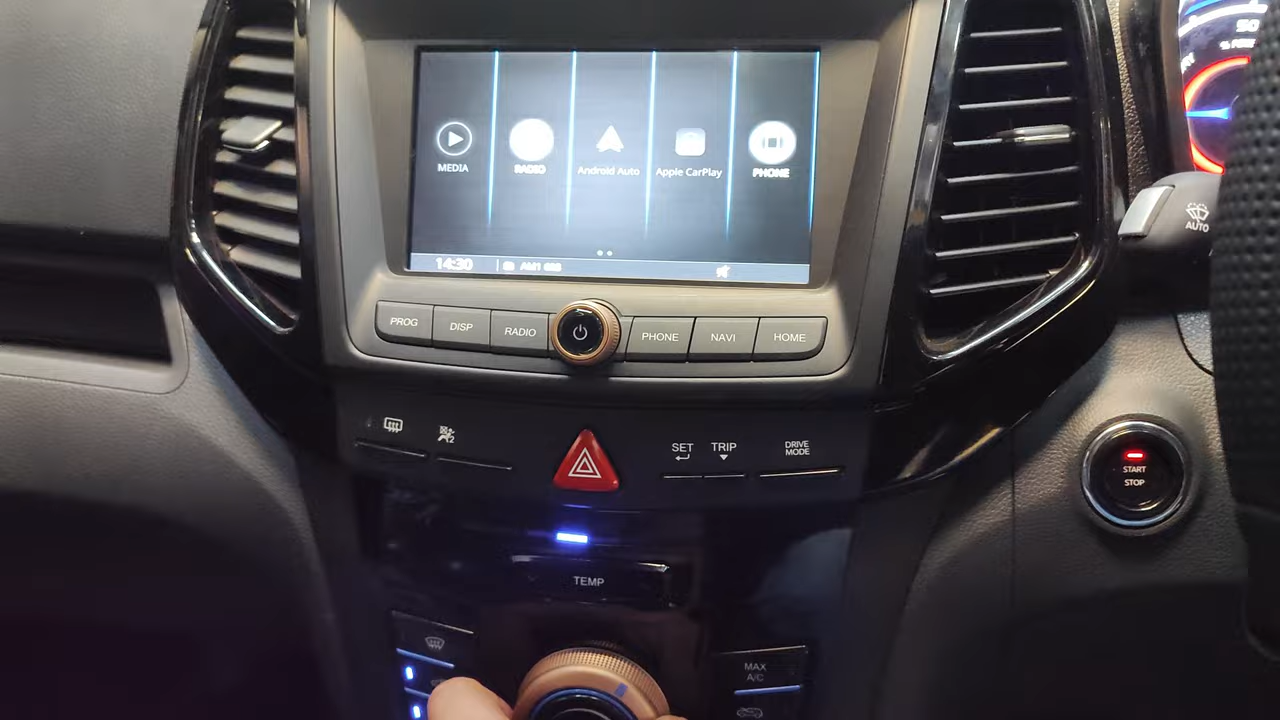 50
MEDIA
RADIO
Android Auto
Apple CarPlay
PHONE
AUTO
14:30
PROG
DISP
RADIO
PHONE
NAVI
HOME
SET
TRIP
DRIVE
MODE
START
STOP
TEMP
MAX
A/C